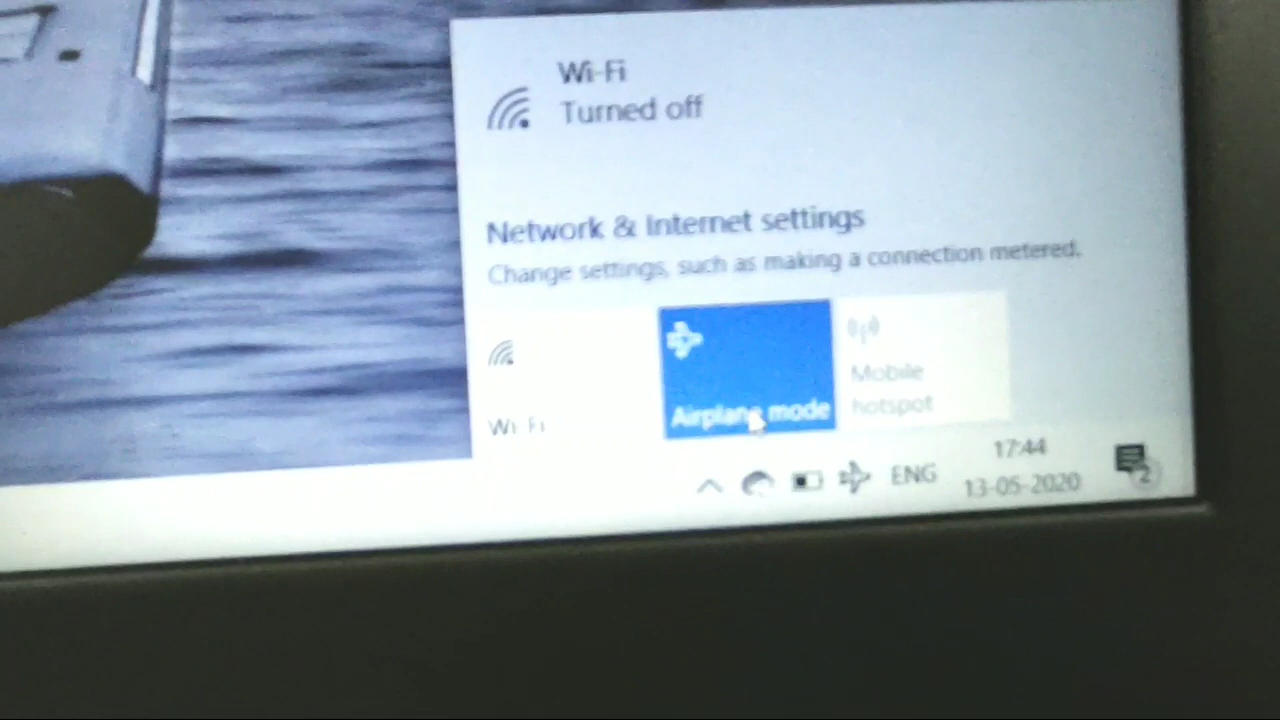 Wi-Fi
Turned off
Network & Internet settings
Change settings, such as making a connection metered.
Wi-Fi
Airplane mode
Mobile
hotspot
ENG
17:44
13-05-2020
2